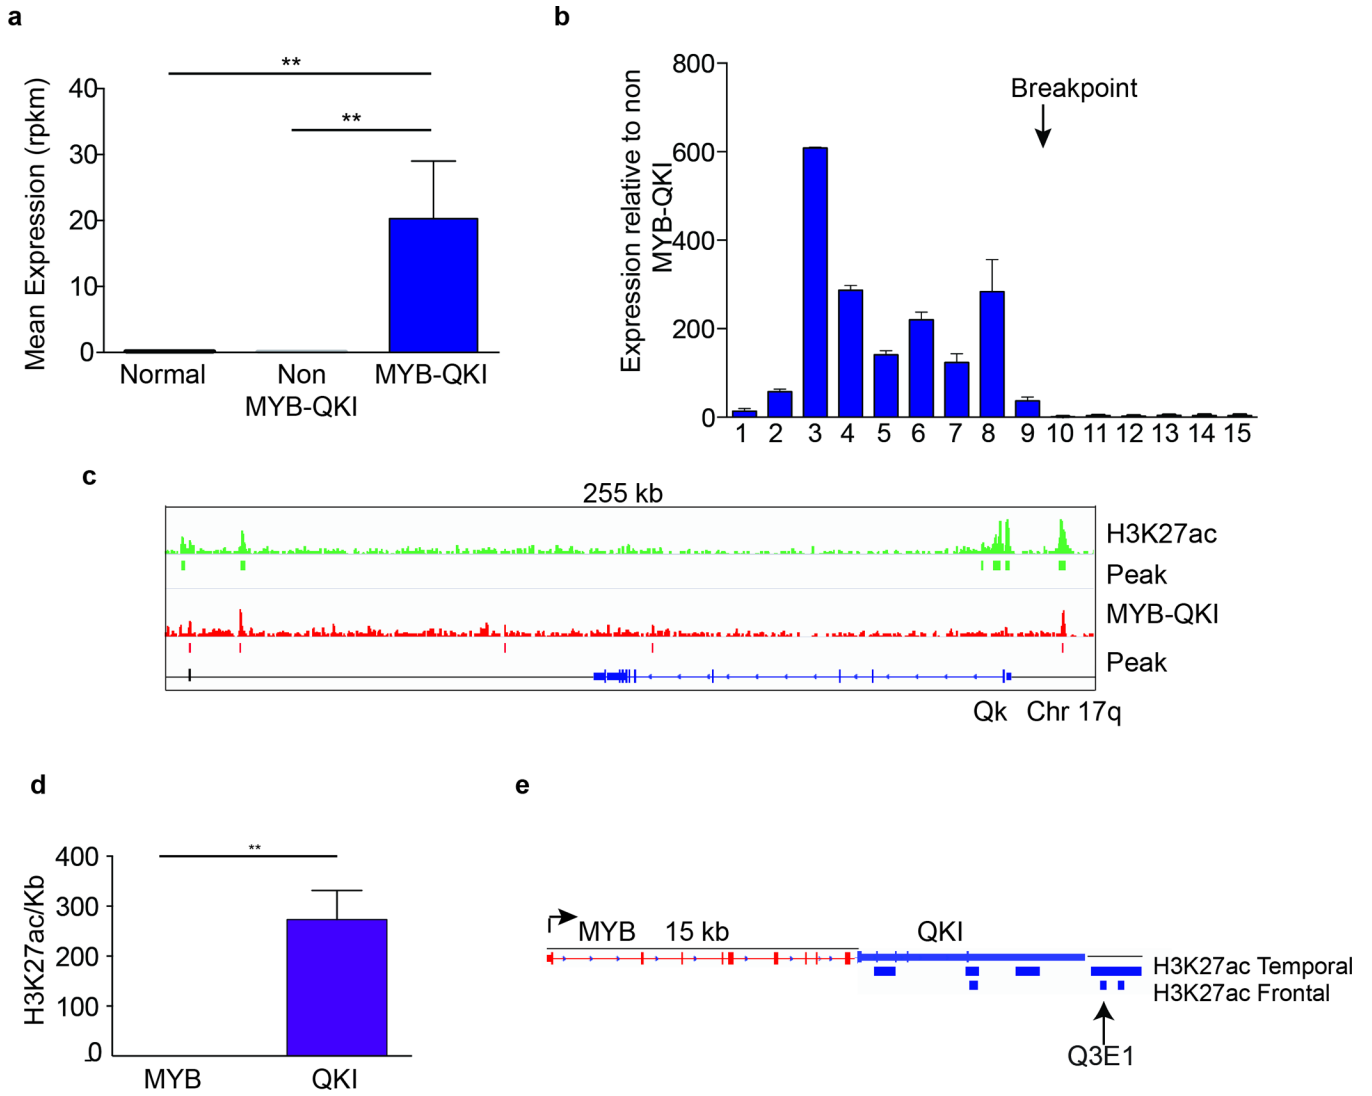 a
**
**
Mean Expression (rpkm)
40
30
20
10
0
Normal
Non
MYB-QKI
MYB-QKI
b
Expression relative to non
MYB-QKI
800
600
400
200
0
Breakpoint
1 2 3 4 5 6 7 8 9 10 11 12 13 14 15
c
255 kb
H3K27ac
Peak
MYB-QKI
Peak
Qk Chr 17q
d
**
H3K27ac/Kb
400
300
200
100
0
MYB QKI
e
MYB 15 kb QKI
H3K27ac Temporal
H3K27ac Frontal
Q3E1